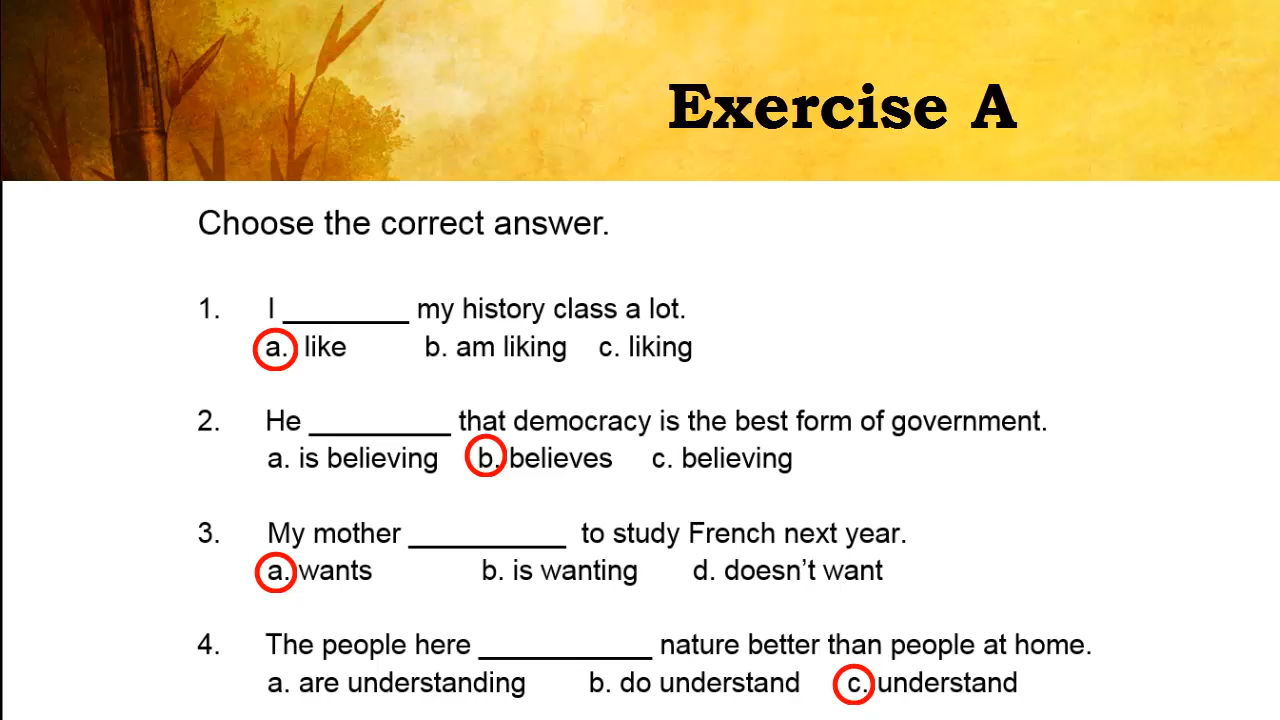 Exercise A
Choose the correct answer.
1. I ________ my history class a lot.
a. like b. am liking c. liking
2. He _________ that democracy is the best form of government.
a. is believing b. believes c. believing
3. My mother __________ to study French next year.
a. wants b. is wanting d. doesn’t want
4. The people here ___________ nature better than people at home.
a. are understanding b. do understand c. understand